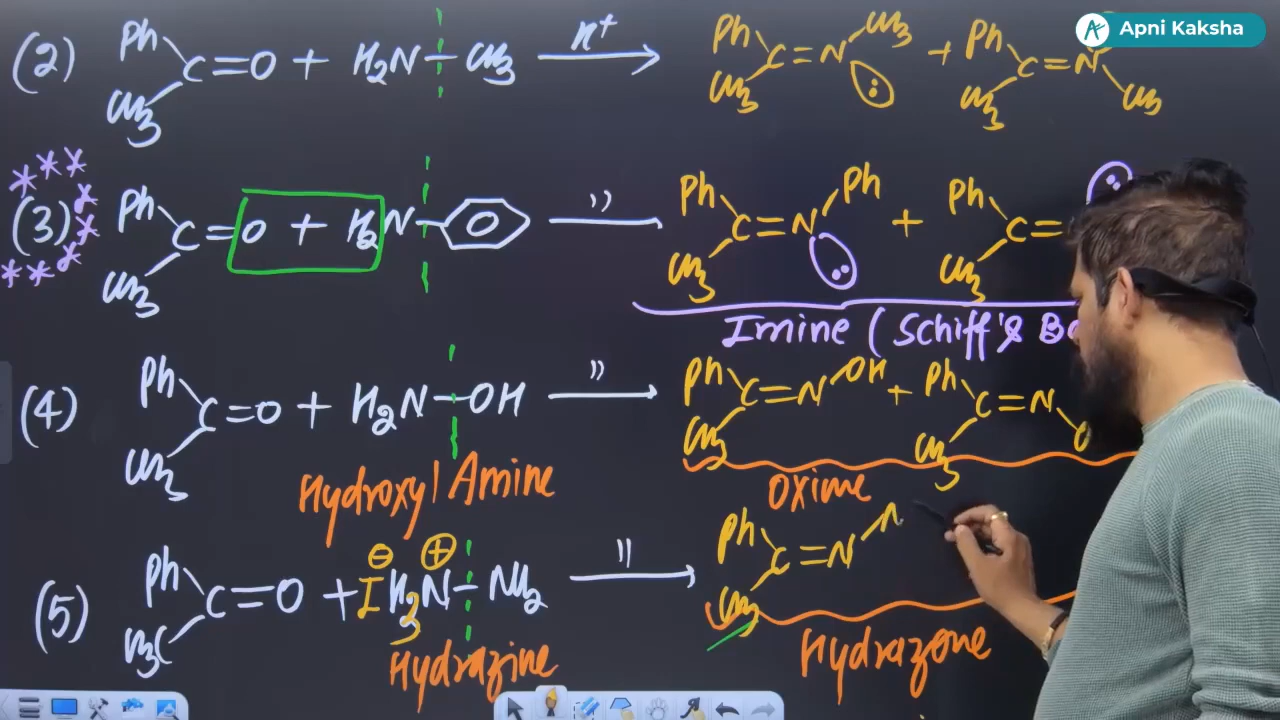 Apni Kaksha
(2) Ph CH3 C=O + H2N-CH3 H+ Ph CH3 C=N CH3 + Ph CH3 C=N CH3
(3) Ph CH3 C=O + H2N O " Ph CH3 C=N Ph + Ph CH3 C=
Imine (Schiff's
(4) Ph CH3 C=O + H2N-OH " Ph CH3 C=N OH + Ph CH3 C=N
Hydroxyl Amine
Oxime
(5) Ph H3C C=O + I⊖ H3N⊕-NH2 " Ph CH3 C=N
Hydrazine
Hydrazone